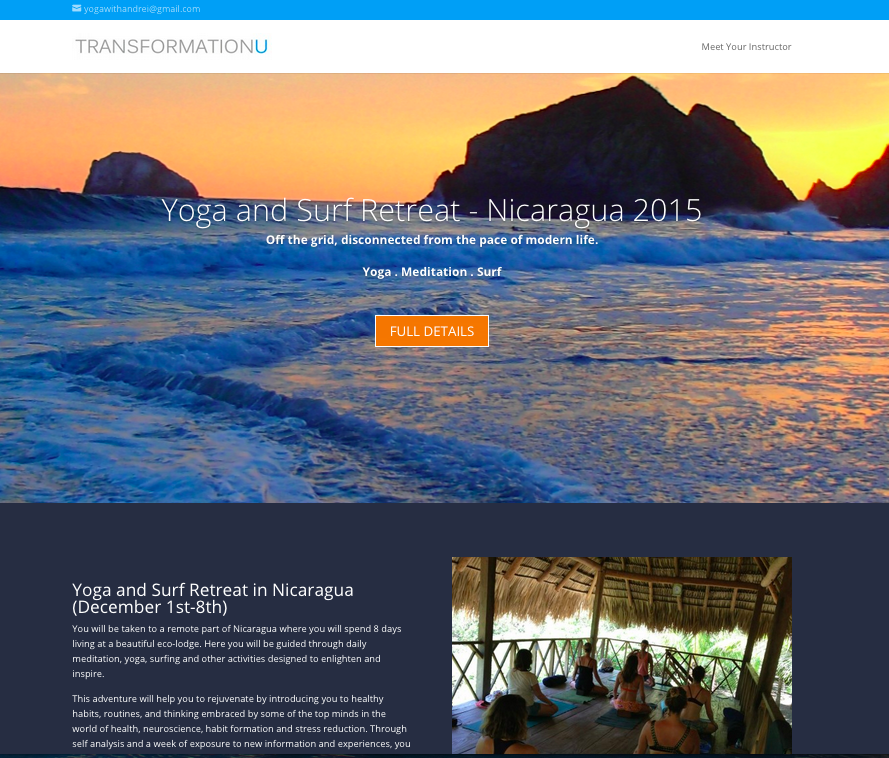 yogawithandrei@gmail.com
TRANSFORMATIONU
Meet Your Instructor
Yoga and Surf Retreat - Nicaragua 2015
Off the grid, disconnected from the pace of modern life.
Yoga . Meditation . Surf
FULL DETAILS
Yoga and Surf Retreat in Nicaragua
(December 1st-8th)
You will be taken to a remote part of Nicaragua where you will spend 8 days
living at a beautiful eco-lodge. Here you will be guided through daily
meditation, yoga, surfing and other activities designed to enlighten and
inspire.
This adventure will help you to rejuvenate by introducing you to healthy
habits, routines, and thinking embraced by some of the top minds in the
world of health, neuroscience, habit formation and stress reduction. Through
self analysis and a week of exposure to new information and experiences, you